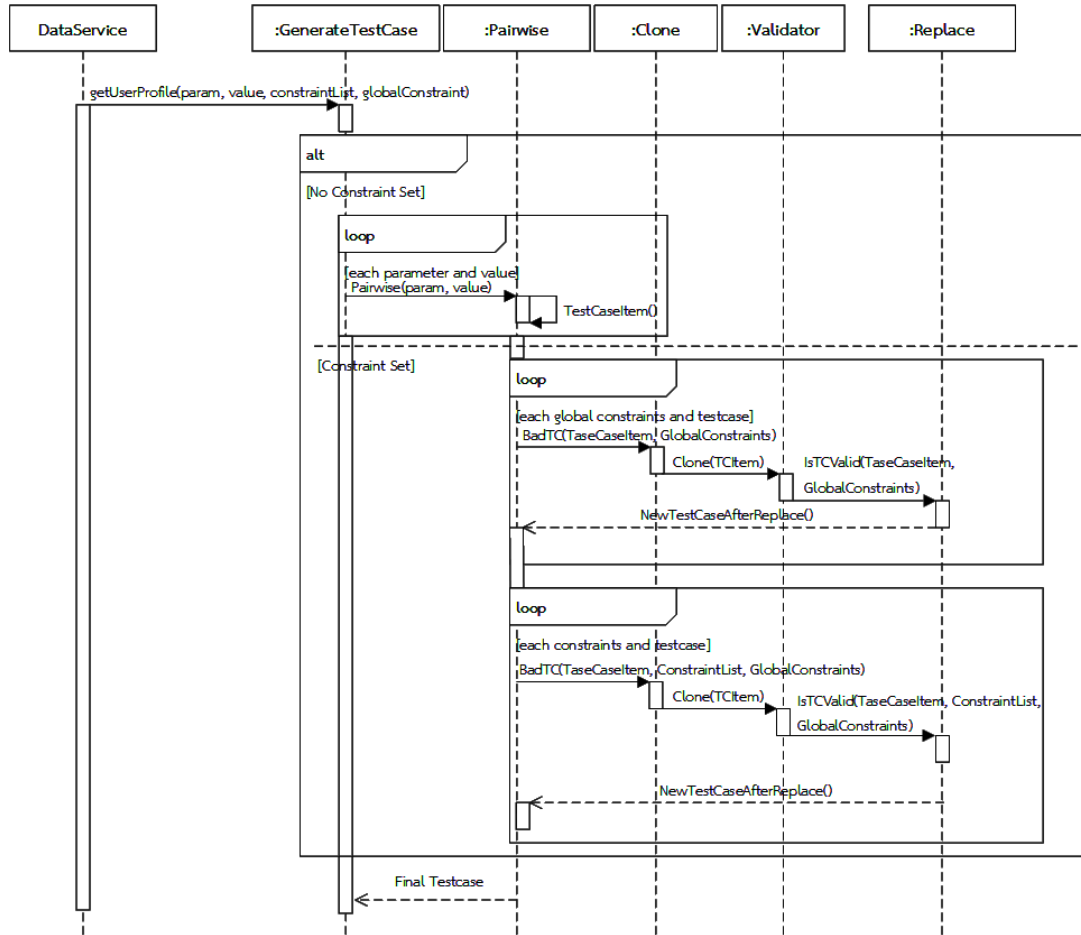 DataService
:GenerateTestCase
:Pairwise
:Clone
:Validator
:Replace
getUserProfile(param, value, constraintList, globalConstraint)
alt
[No Constraint Set]
loop
[each parameter and value]
Pairwise(param, value)
TestCaseItem()
[Constraint Set]
loop
[each global constraints and testcase]
BadTC(TaseCaseItem, GlobalConstraints)
Clone(TCItem)
IsTCValid(TaseCaseItem,
GlobalConstraints)
NewTestCaseAfterReplace()
loop
[each constraints and testcase]
BadTC(TaseCaseItem, ConstraintList, GlobalConstraints)
Clone(TCItem)
IsTCValid(TaseCaseItem, ConstraintList,
GlobalConstraints)
NewTestCaseAfterReplace()
Final Testcase